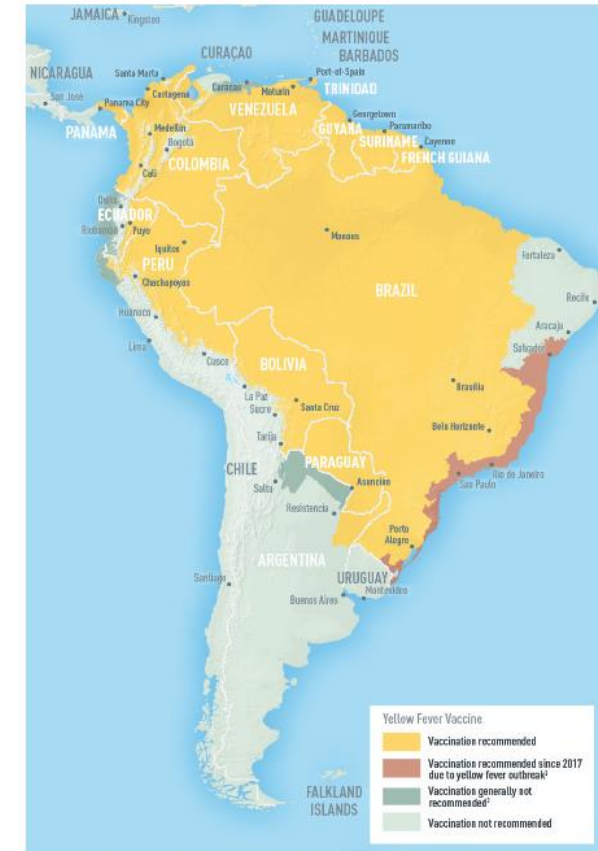 JAMAICA
Kingston
GUADELOUPE
MARTINIQUE
BARBADOS
CURAÇAO
NICARAGUA
Santa Marta
Port-of-Spain
TRINIDAD
San José
Cartagena
Caracas
Maturín
Panama City
VENEZUELA
PANAMA
Georgetown
Medellín
GUYANA
Paramaribo
Bogotá
SURINAME
Cayenne
COLOMBIA
FRENCH GUIANA
Cali
Quito
ECUADOR
Riobamba
Puyo
Iquitos
Manaus
PERU
Fortaleza
Chachapoyas
BRAZIL
Recife
Huanuco
Aracaju
Lima
Salvador
Cusco
BOLIVIA
La Paz
Brasilia
Sucre
Santa Cruz
Belo Horizonte
Tarija
PARAGUAY
CHILE
Rio de Janeiro
Salta
Asunción
Sao Paulo
Resistencia
Porto
Alegre
ARGENTINA
Santiago
URUGUAY
Montevideo
Buenos Aires
Yellow Fever Vaccine
Vaccination recommended
Vaccination recommended since 2017
due to yellow fever outbreak²
Vaccination generally not
recommended³
Vaccination not recommended
FALKLAND
ISLANDS